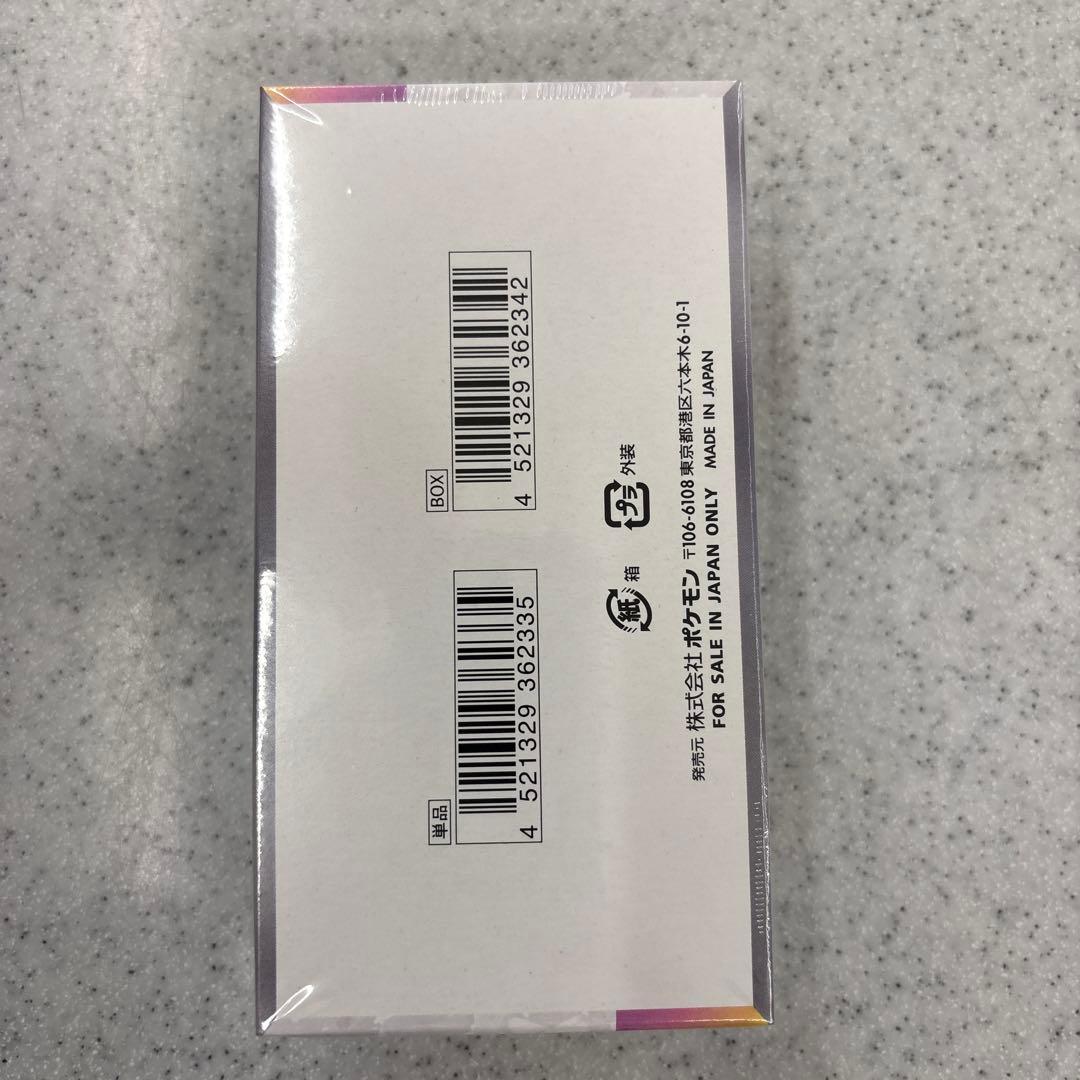 単品
4 521329 362335
BOX
4 521329 362342
紙 箱 プラ 外装
発売元 株式会社 ポケモン 〒106-6108 東京都港区六本木6-10-1
FOR SALE IN JAPAN ONLY MADE IN JAPAN